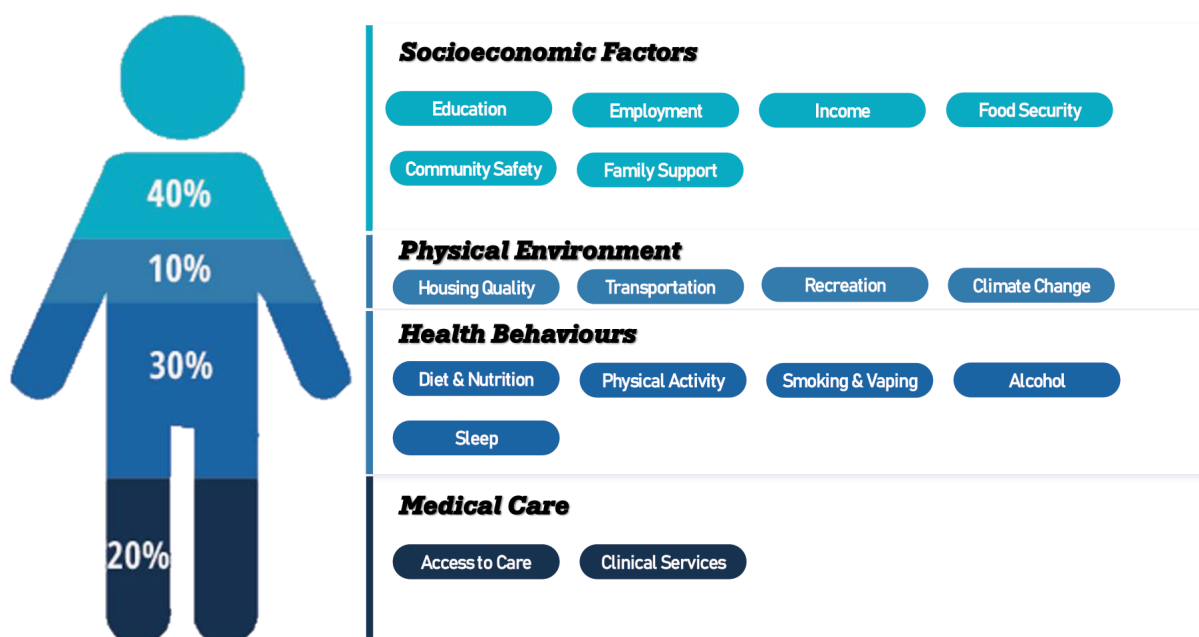 40%
10%
30%
20%
Socioeconomic Factors
Education Employment Income Food Security
Community Safety Family Support
Physical Environment
Housing Quality Transportation Recreation Climate Change
Health Behaviours
Diet & Nutrition Physical Activity Smoking & Vaping Alcohol
Sleep
Medical Care
Access to Care Clinical Services